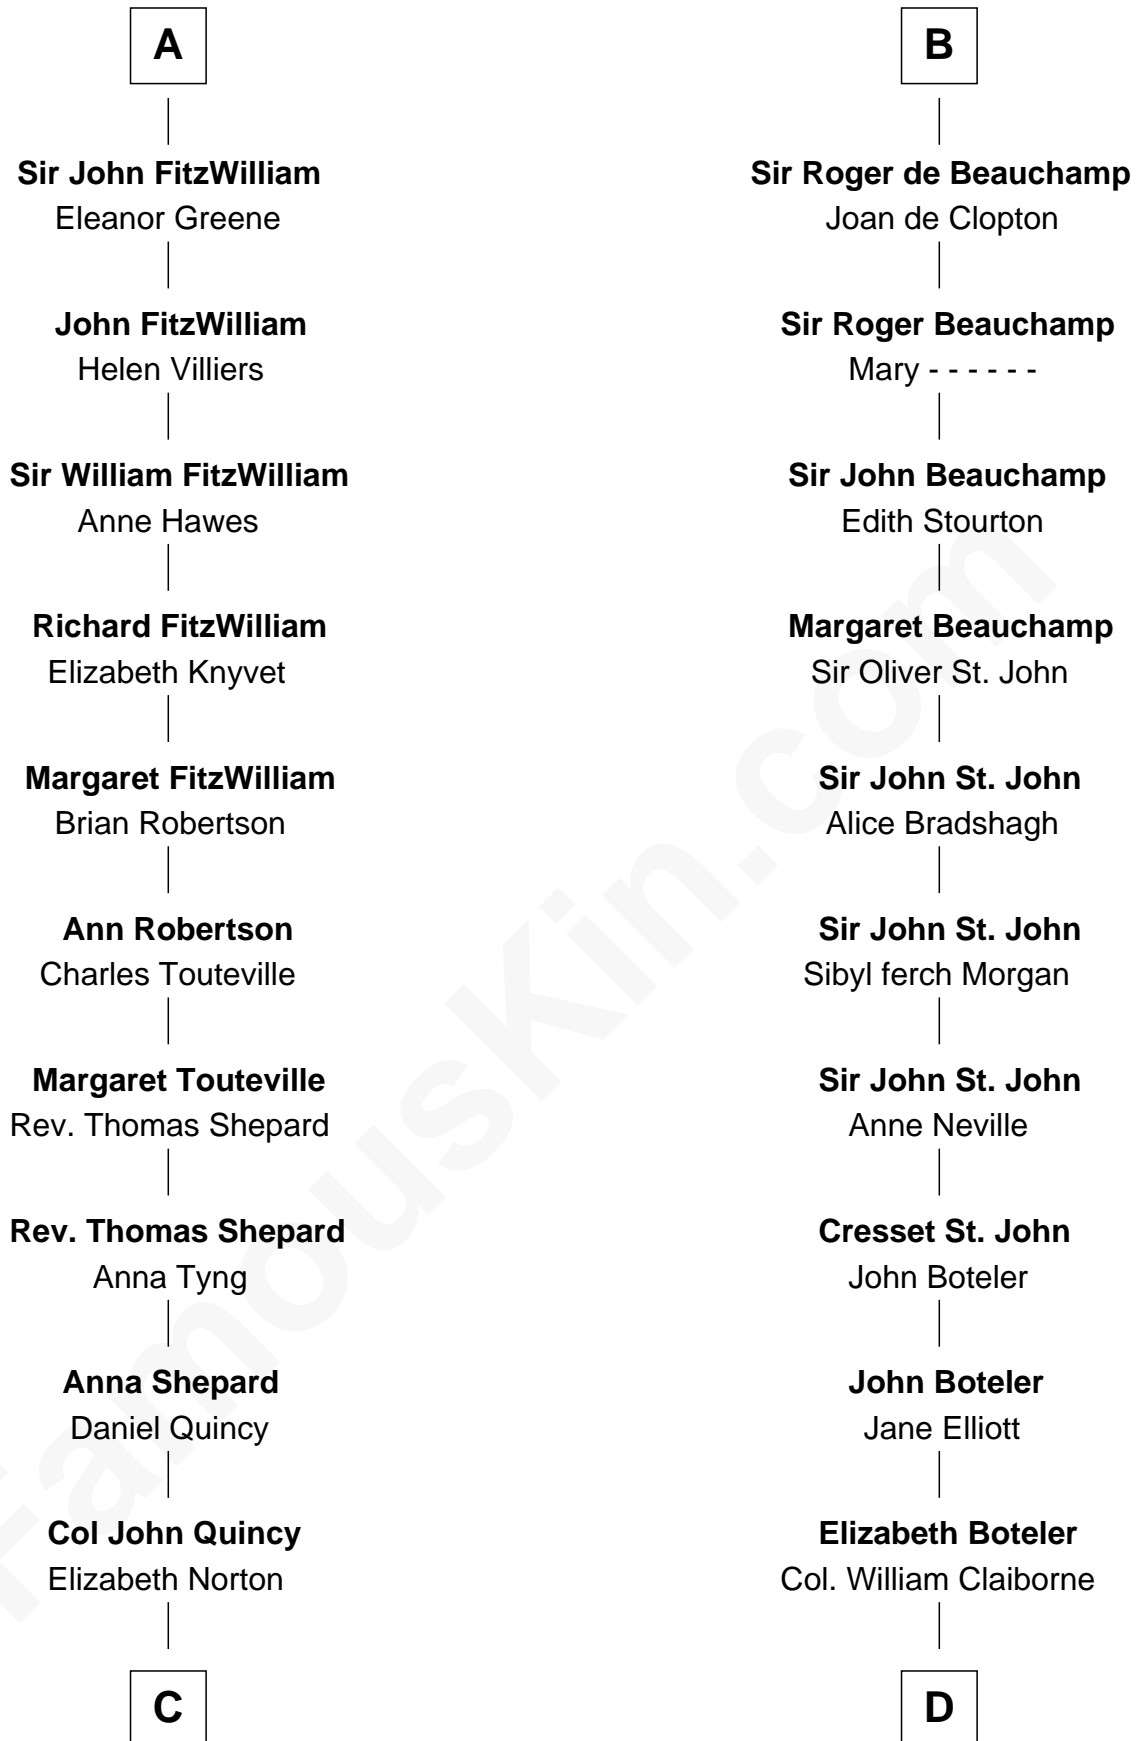 A
Sir John FitzWilliam
Eleanor Greene
John FitzWilliam
Helen Villiers
Sir William FitzWilliam
Anne Hawes
Richard FitzWilliam
Elizabeth Knyvet
Margaret FitzWilliam
Brian Robertson
Ann Robertson
Charles Touteville
Margaret Touteville
Rev. Thomas Shepard
Rev. Thomas Shepard
Anna Tyng
Anna Shepard
Daniel Quincy
Col John Quincy
Elizabeth Norton
C
B
Sir Roger de Beauchamp
Joan de Clopton
Sir Roger Beauchamp
Mary - - - - - -
Sir John Beauchamp
Edith Stourton
Margaret Beauchamp
Sir Oliver St. John
Sir John St. John
Alice Bradshagh
Sir John St. John
Sibyl ferch Morgan
Sir John St. John
Anne Neville
Cresset St. John
John Boteler
John Boteler
Jane Elliott
Elizabeth Boteler
Col. William Claiborne
D
FamousKin.com